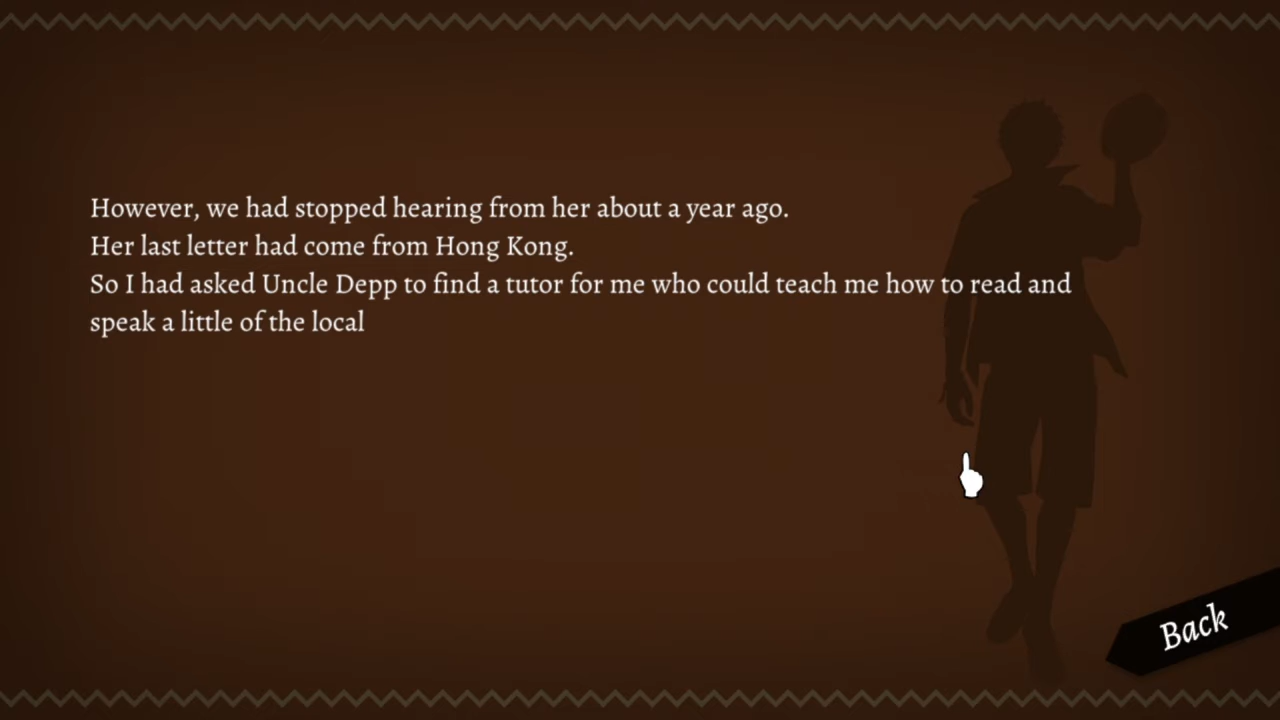 However, we had stopped hearing from her about a year ago.
Her last letter had come from Hong Kong.
So I had asked Uncle Depp to find a tutor for me who could teach me how to read and
speak a little of the local
Back